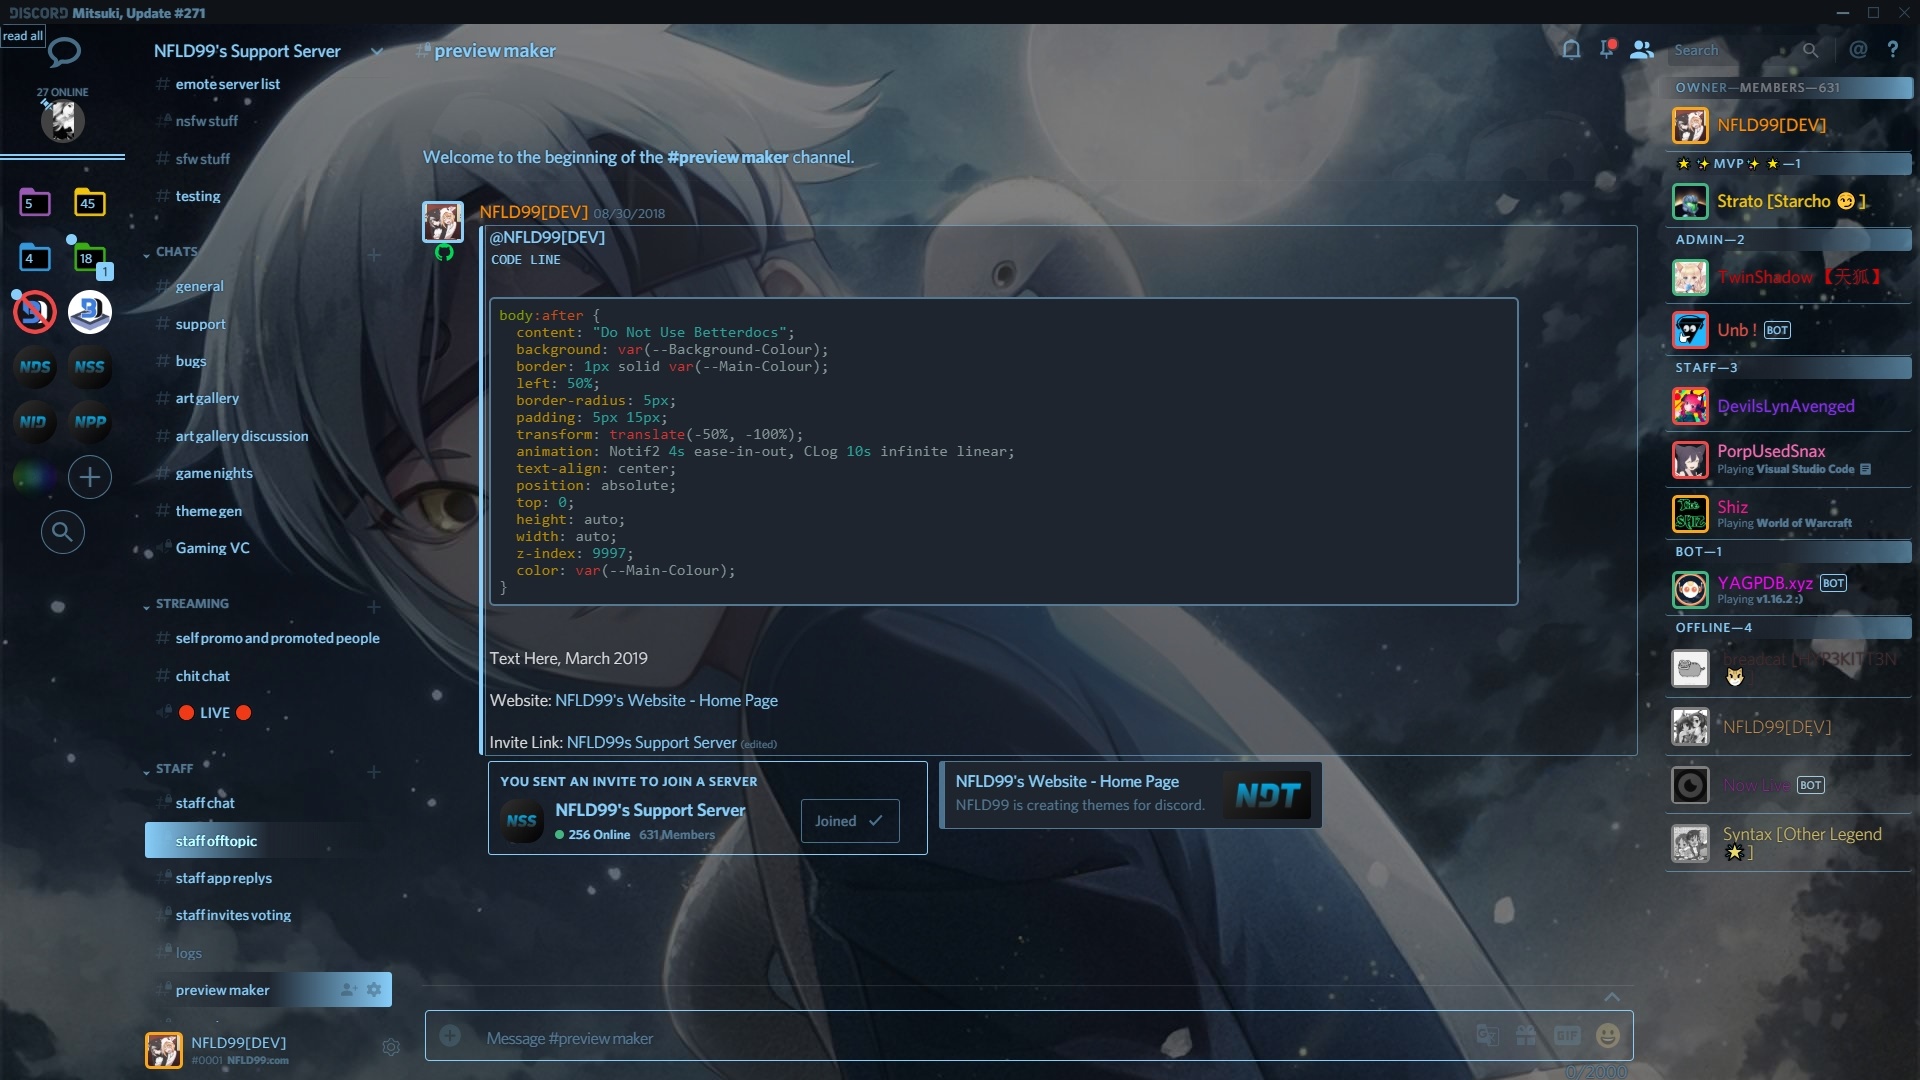 DISCORD Mitsuki, Update #271
read all
27 ONLINE
5
45
4
18
1
NDS
NSS
NID
NPP
NFLD99's Support Server
emote server list
nsfw stuff
sfw stuff
testing
CHATS
general
support
bugs
art gallery
art gallery discussion
game nights
theme gen
Gaming VC
STREAMING
self promo and promoted people
chit chat
🔴 LIVE 🔴
STAFF
staff chat
staff offtopic
staff app replys
staff invites voting
logs
preview maker
NFLD99[DEV]
#0001 NFLD99.com
preview maker
Search
Welcome to the beginning of the #preview maker channel.
NFLD99[DEV] 08/30/2018
@NFLD99[DEV]
CODE LINE
body:after {
content: "Do Not Use Betterdocs";
background: var(--Background-Colour);
border: 1px solid var(--Main-Colour);
left: 50%;
border-radius: 5px;
padding: 5px 15px;
transform: translate(-50%, -100%);
animation: Notif2 4s ease-in-out, CLog 10s infinite linear;
text-align: center;
position: absolute;
top: 0;
height: auto;
width: auto;
z-index: 9997;
color: var(--Main-Colour);
}
Text Here, March 2019
Website: NFLD99's Website - Home Page
Invite Link: NFLD99s Support Server (edited)
YOU SENT AN INVITE TO JOIN A SERVER
NSS
NFLD99's Support Server
256 Online 631 Members
Joined
NFLD99's Website - Home Page
NFLD99 is creating themes for discord.
NDT
Message #preview maker
GIF
0/2000
OWNER—MEMBERS—631
NFLD99[DEV]
🌟 ✨ MVP ✨ 🌟 —1
Strato [Starcho 😏 ]
ADMIN—2
TwinShadow 【天狐】
Unb ! BOT
STAFF—3
DevilsLynAvenged
PorpUsedSnax
Playing Visual Studio Code
Shiz
Playing World of Warcraft
BOT—1
YAGPDB.xyz BOT
Playing v1.16.2 :)
OFFLINE—4
breadcat [HYP3KITT3N
🐱 ]
NFLD99[DEV]
Now Live BOT
Syntax [Other Legend
🌟 ]